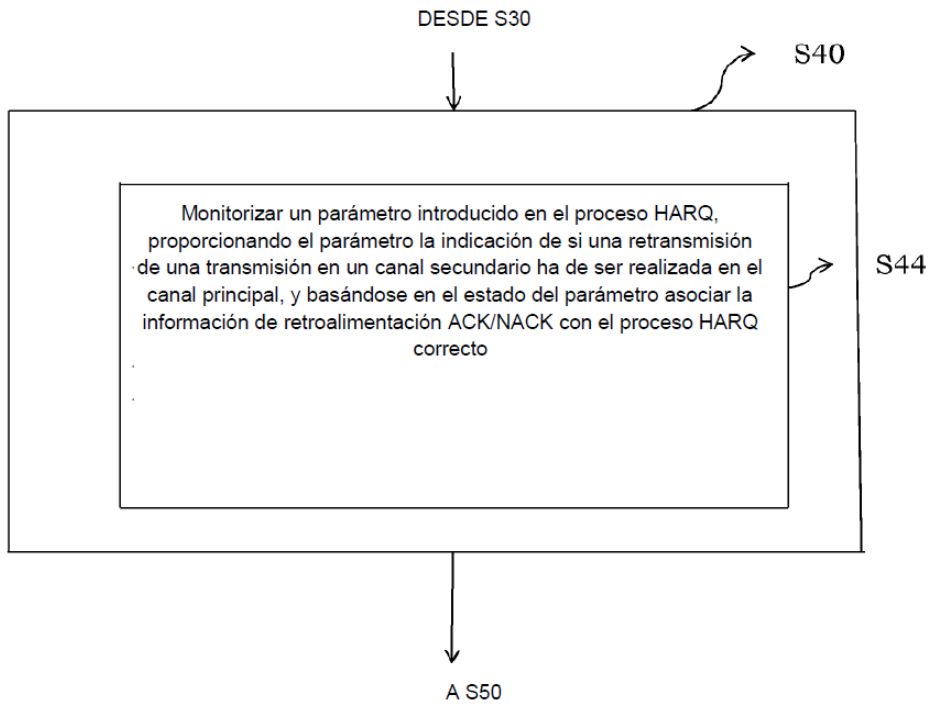 DESDE S30
S40
Monitorizar un parámetro introducido en el proceso HARQ,
proporcionando el parámetro la indicación de si una retransmisión
de una transmisión en un canal secundario ha de ser realizada en el
canal principal, y basándose en el estado del parámetro asociar la
información de retroalimentación ACK/NACK con el proceso HARQ
correcto
S44
A S50